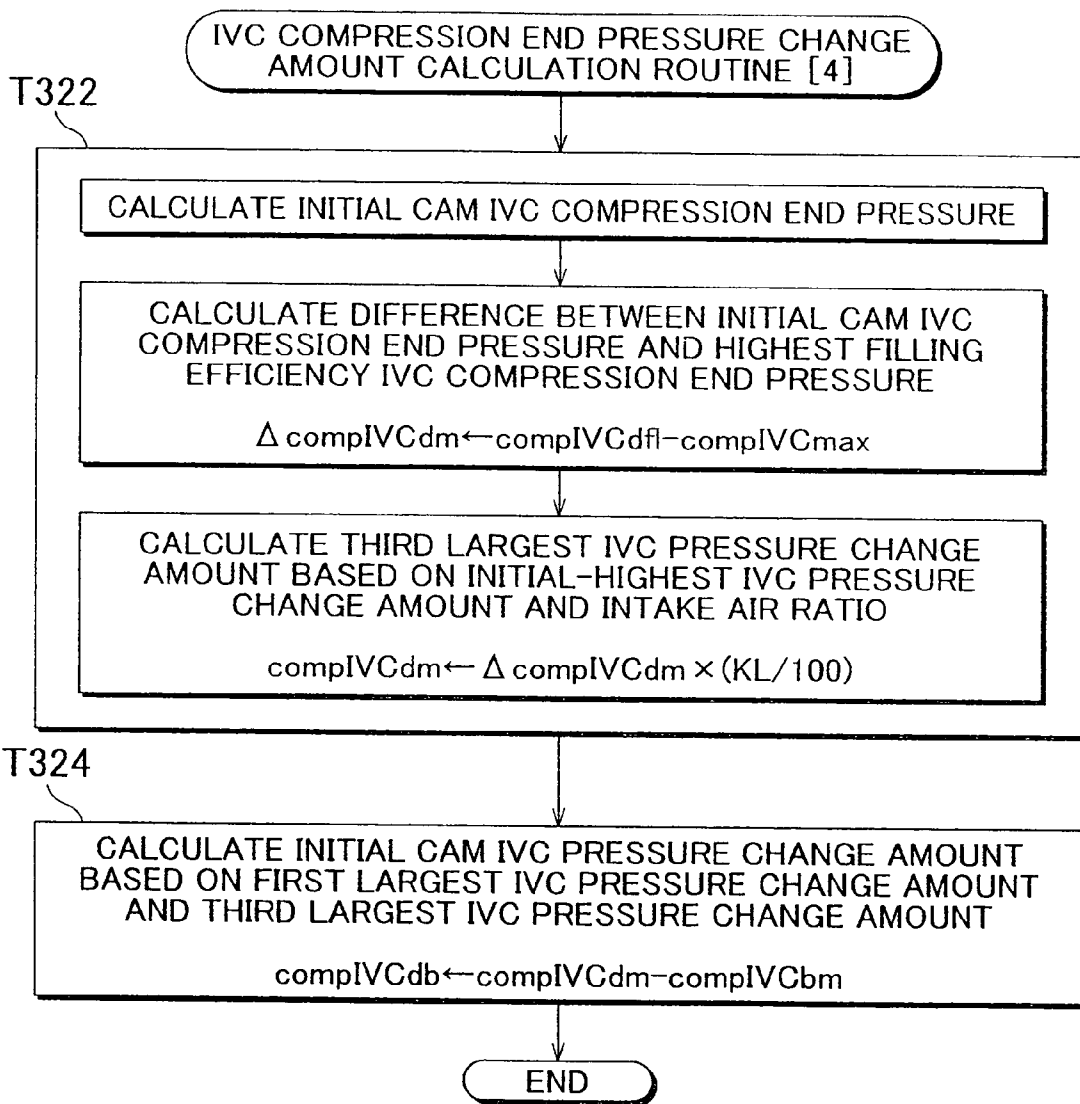 IVC COMPRESSION END PRESSURE CHANGE
AMOUNT CALCULATION ROUTINE [4]
T322
CALCULATE INITIAL CAM IVC COMPRESSION END PRESSURE
CALCULATE DIFFERENCE BETWEEN INITIAL CAM IVC
COMPRESSION END PRESSURE AND HIGHEST FILLING
EFFICIENCY IVC COMPRESSION END PRESSURE
Δ compIVCdm←compIVCdfl-compIVCmax
CALCULATE THIRD LARGEST IVC PRESSURE CHANGE
AMOUNT BASED ON INITIAL-HIGHEST IVC PRESSURE
CHANGE AMOUNT AND INTAKE AIR RATIO
compIVCdm← Δ compIVCdm × (KL/100)
T324
CALCULATE INITIAL CAM IVC PRESSURE CHANGE AMOUNT
BASED ON FIRST LARGEST IVC PRESSURE CHANGE AMOUNT
AND THIRD LARGEST IVC PRESSURE CHANGE AMOUNT
compIVCdb←compIVCdm-compIVCbm
END